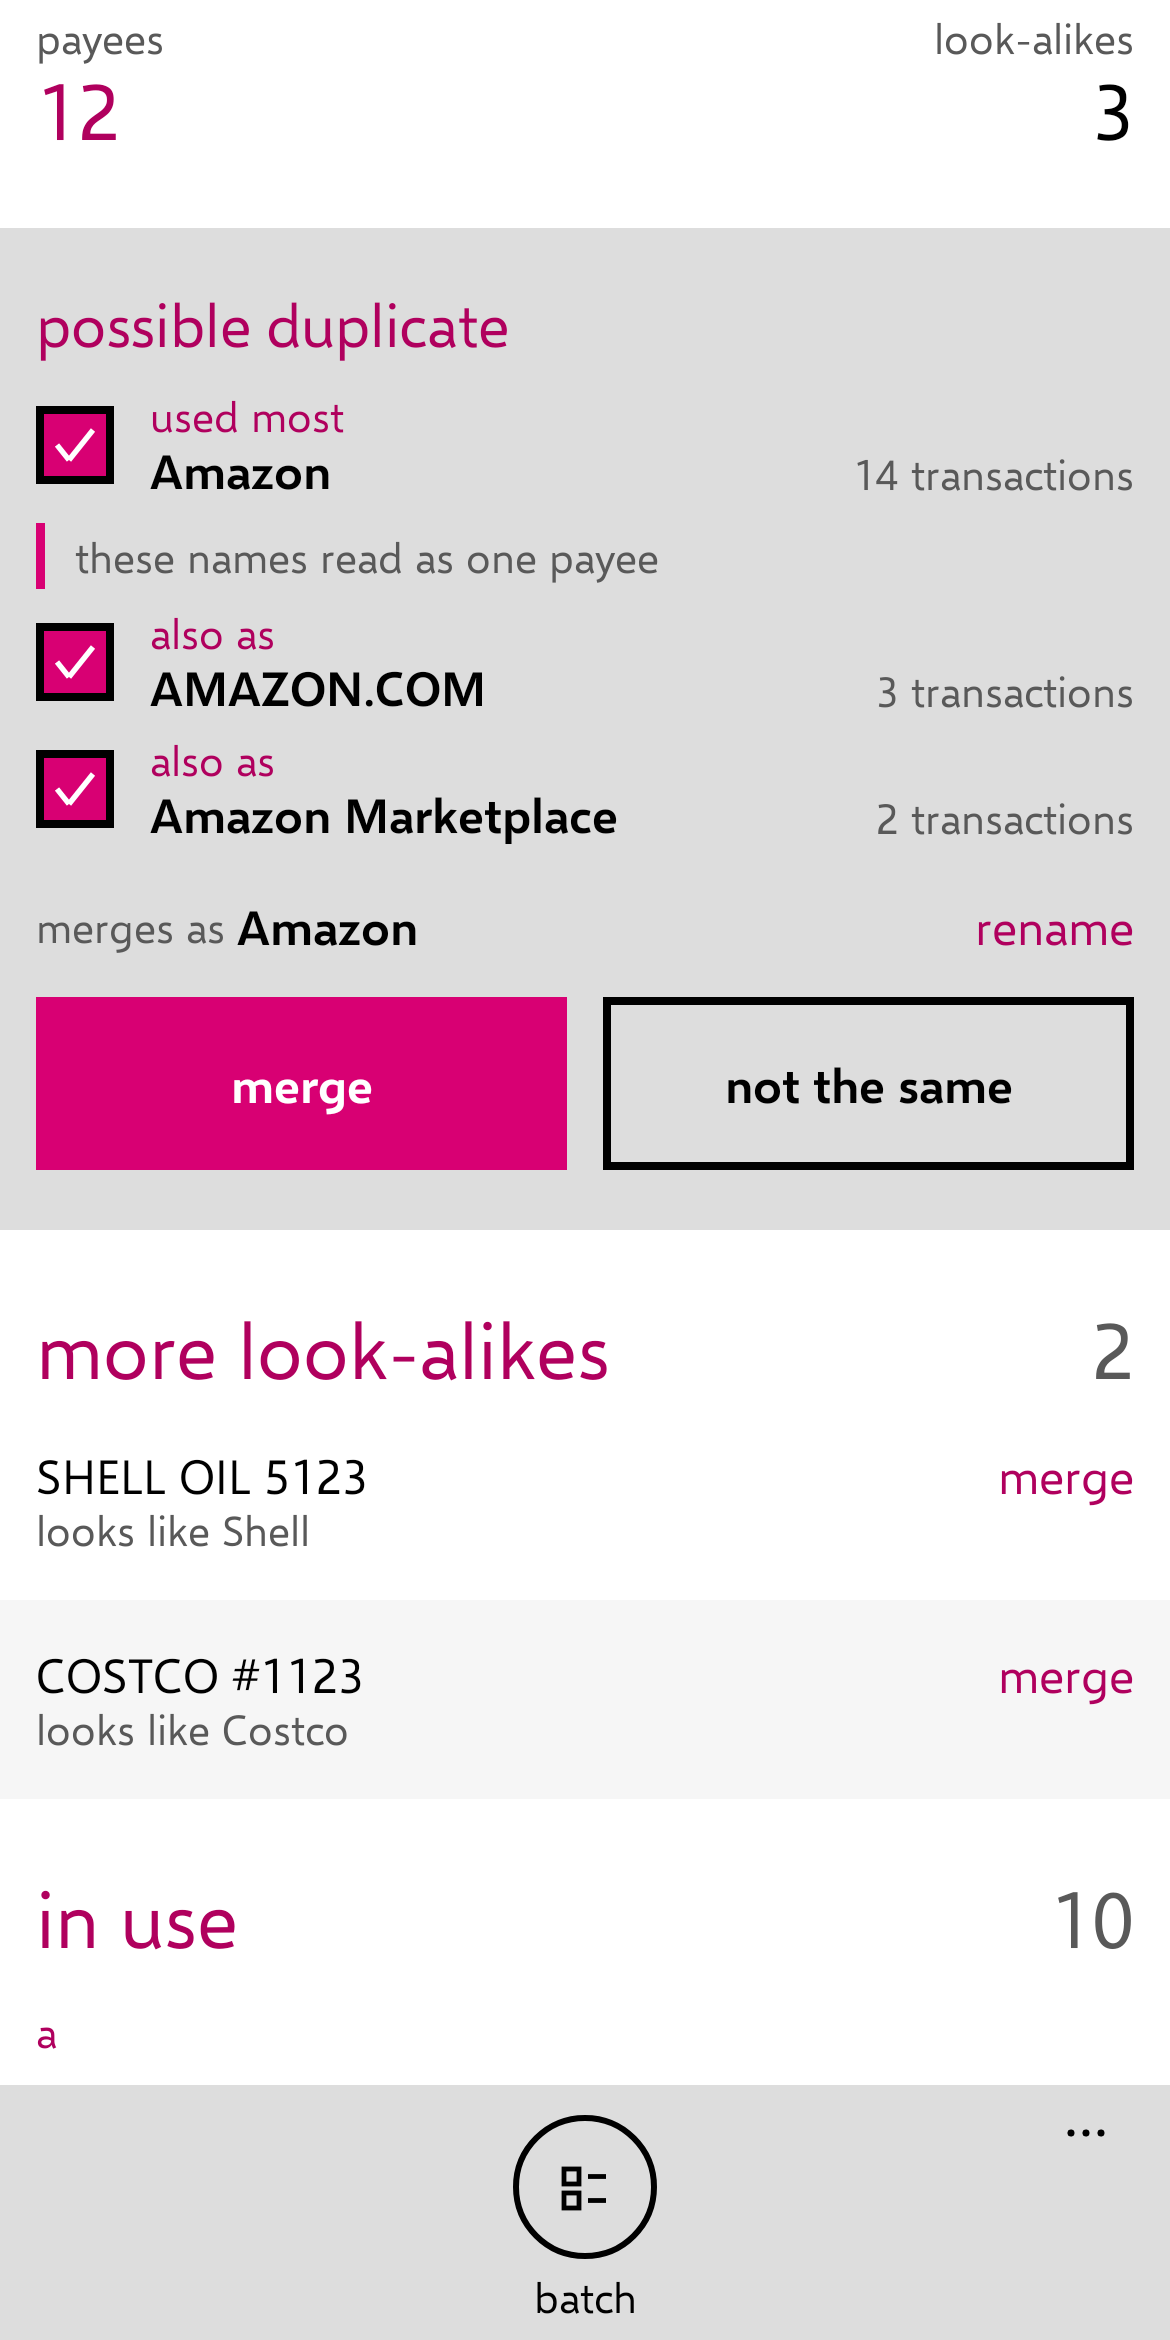 payees
look-alikes
12
3
possible duplicate
used most
Amazon
14 transactions
these names read as one payee
also as
AMAZON.COM
3 transactions
also as
Amazon Marketplace
2 transactions
merges as Amazon
rename
merge
not the same
more look-alikes
2
SHELL OIL 5123
merge
looks like Shell
COSTCO #1123
merge
looks like Costco
in use
10
a
batch